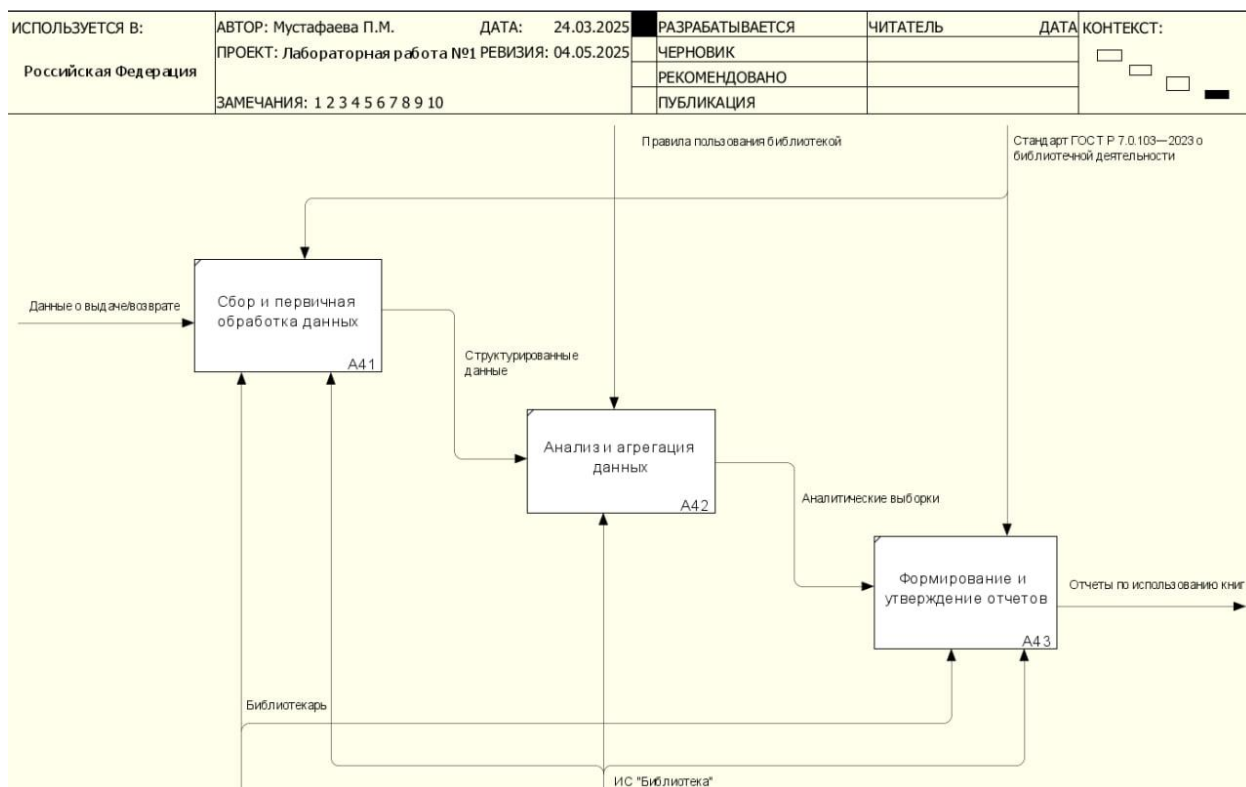 ИСПОЛЬЗУЕТСЯ В:
Российская Федерация
АВТОР: Мустафаева П.М. ДАТА: 24.03.2025
ПРОЕКТ: Лабораторная работа №1 РЕВИЗИЯ: 04.05.2025
ЗАМЕЧАНИЯ: 1 2 3 4 5 6 7 8 9 10
РАЗРАБАТЫВАЕТСЯ
ЧЕРНОВИК
РЕКОМЕНДОВАНО
ПУБЛИКАЦИЯ
ЧИТАТЕЛЬ ДАТА
КОНТЕКСТ:
Правила пользования библиотекой
Стандарт ГОСТ Р 7.0.103—2023 о
библиотечной деятельности
Данные о выдаче/возврате
Сбор и первичная
обработка данных
A41
Структурированные
данные
Анализ и агрегация
данных
A42
Аналитические выборки
Формирование и
утверждение отчетов
A43
Отчеты по использованию книг
Библиотекарь
ИС "Библиотека"